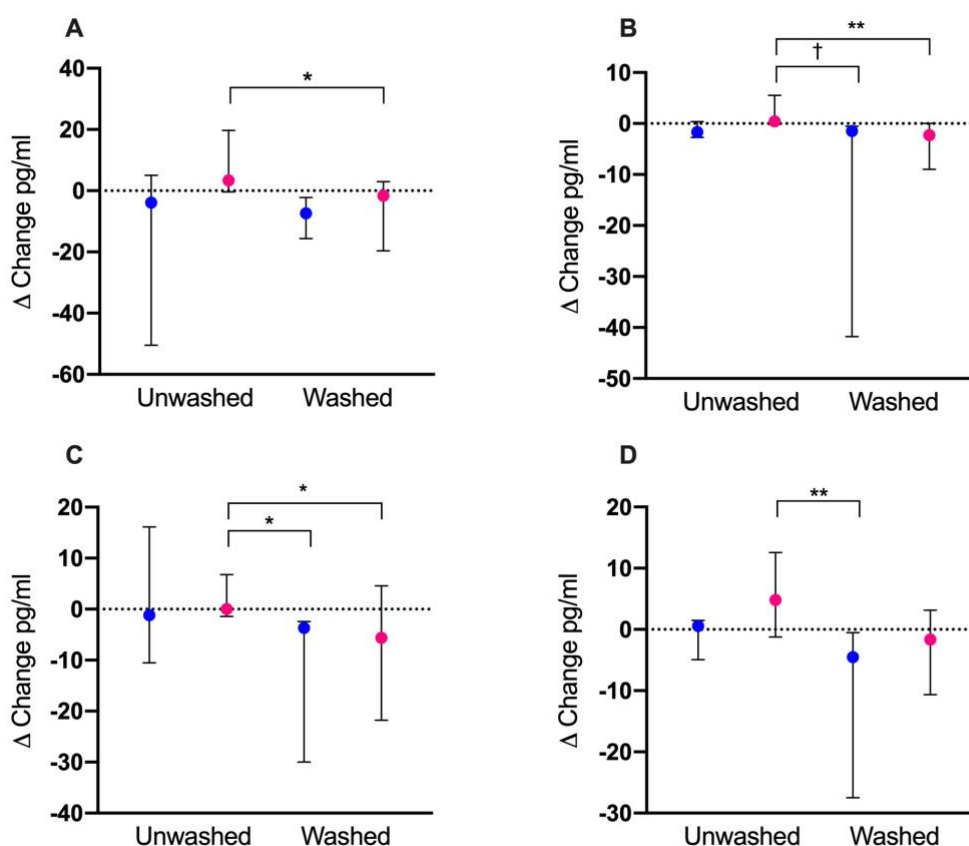 A
Δ Change pg/ml
40
20
0
-20
-40
-60
*
Unwashed
Washed
B
Δ Change pg/ml
10
0
-10
-20
-30
-40
-50
**
†
Unwashed
Washed
C
Δ Change pg/ml
20
10
0
-10
-20
-30
-40
*
*
Unwashed
Washed
D
Δ Change pg/ml
20
10
0
-10
-20
-30
**
Unwashed
Washed